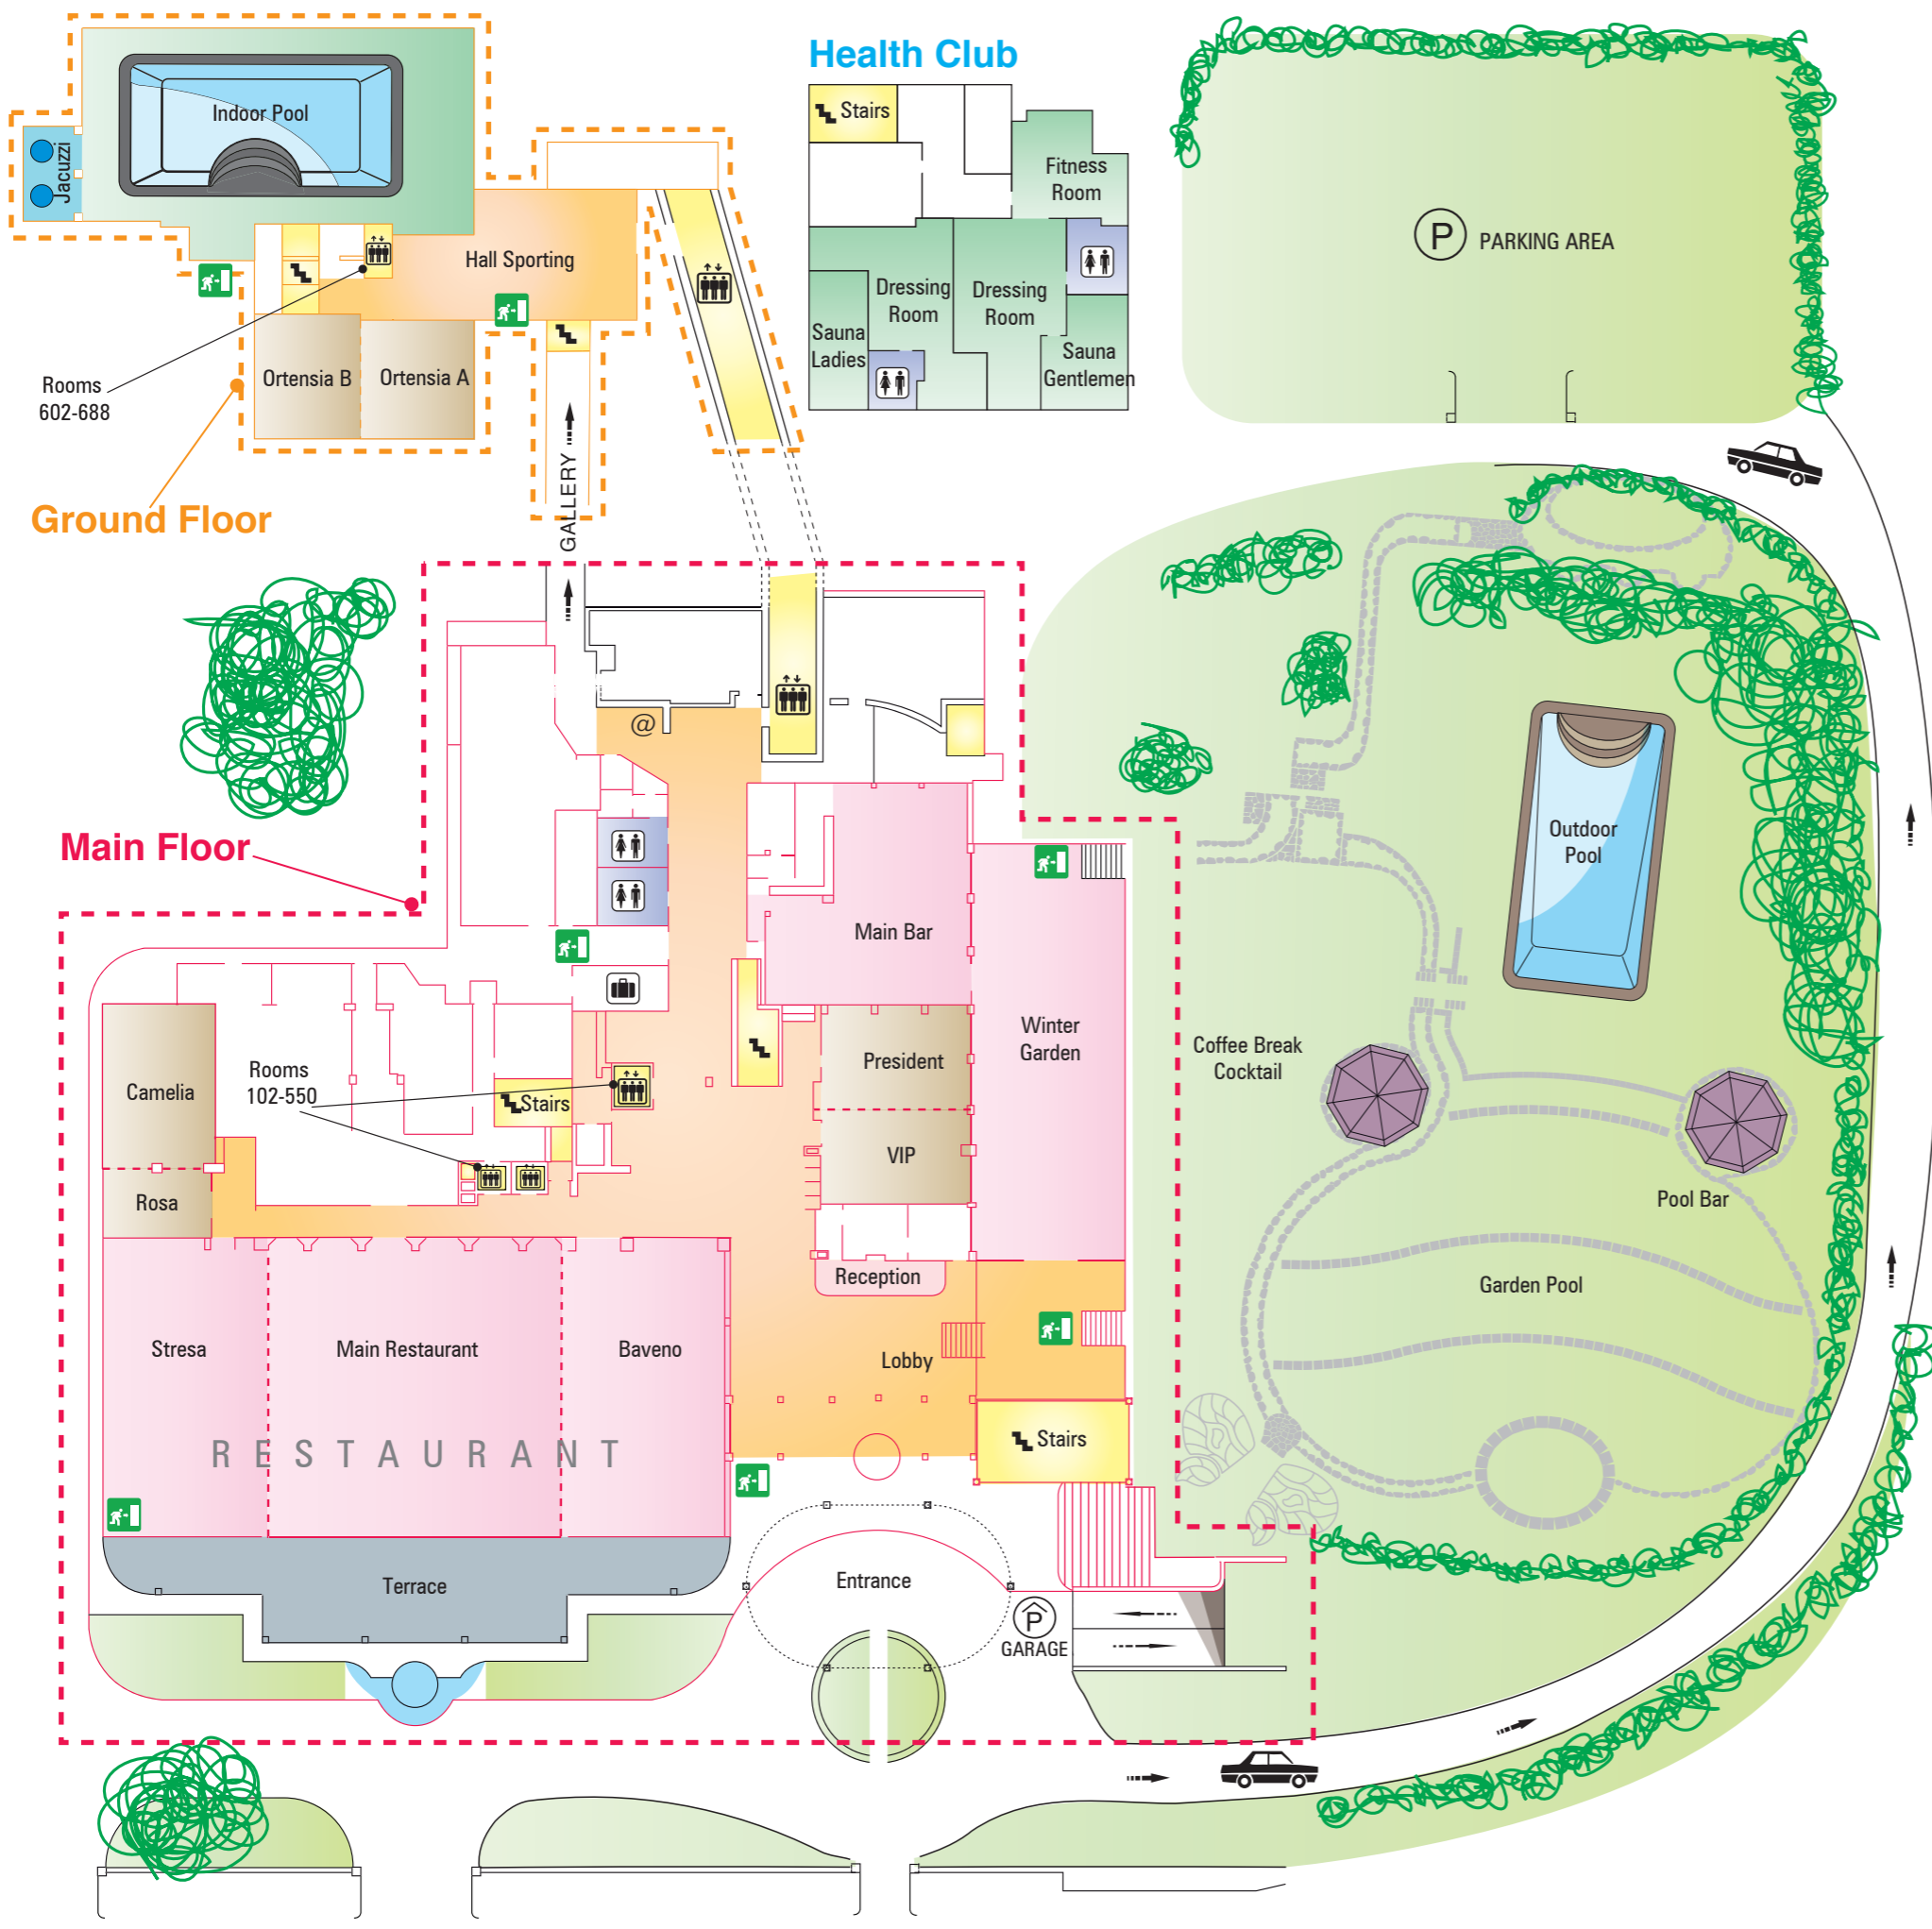 Health Club
Indoor Pool
Jacuzzi
Stairs
Fitness
Room
P
PARKING AREA
Hall Sporting
Dressing
Room
Dressing
Room
Sauna
Ladies
Sauna
Gentlemen
Rooms
602-688
Ortensia B
Ortensia A
GALLERY
Ground Floor
@
Main Floor
Outdoor
Pool
Main Bar
Winter
Garden
Coffee Break
Cocktail
President
Camelia
Rooms
102-550
Stairs
VIP
Rosa
Pool Bar
Reception
Garden Pool
Stresa
Main Restaurant
Baveno
Lobby
RESTAURANT
Stairs
Terrace
Entrance
P
GARAGE